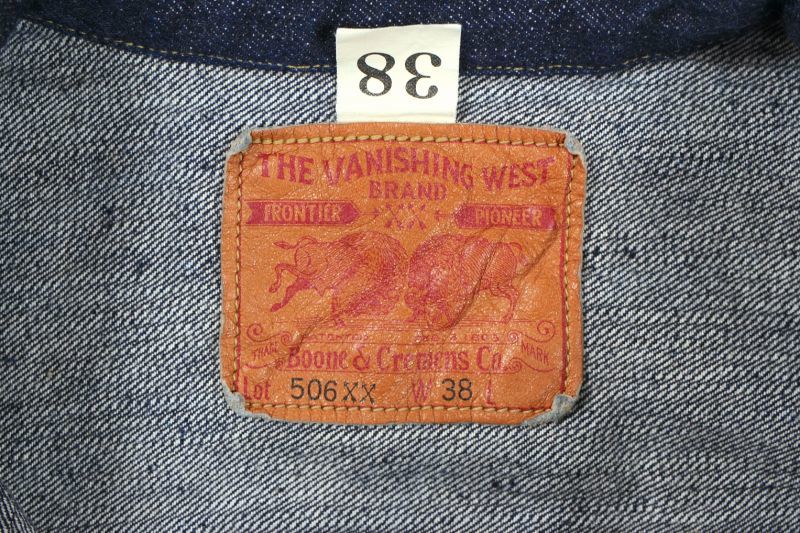 38
THE VANISHING WEST
BRAND
FRONTIER XX PIONEER
TRADE MARK
Boone & Cremens Co.
Lot 506XX W 38 L